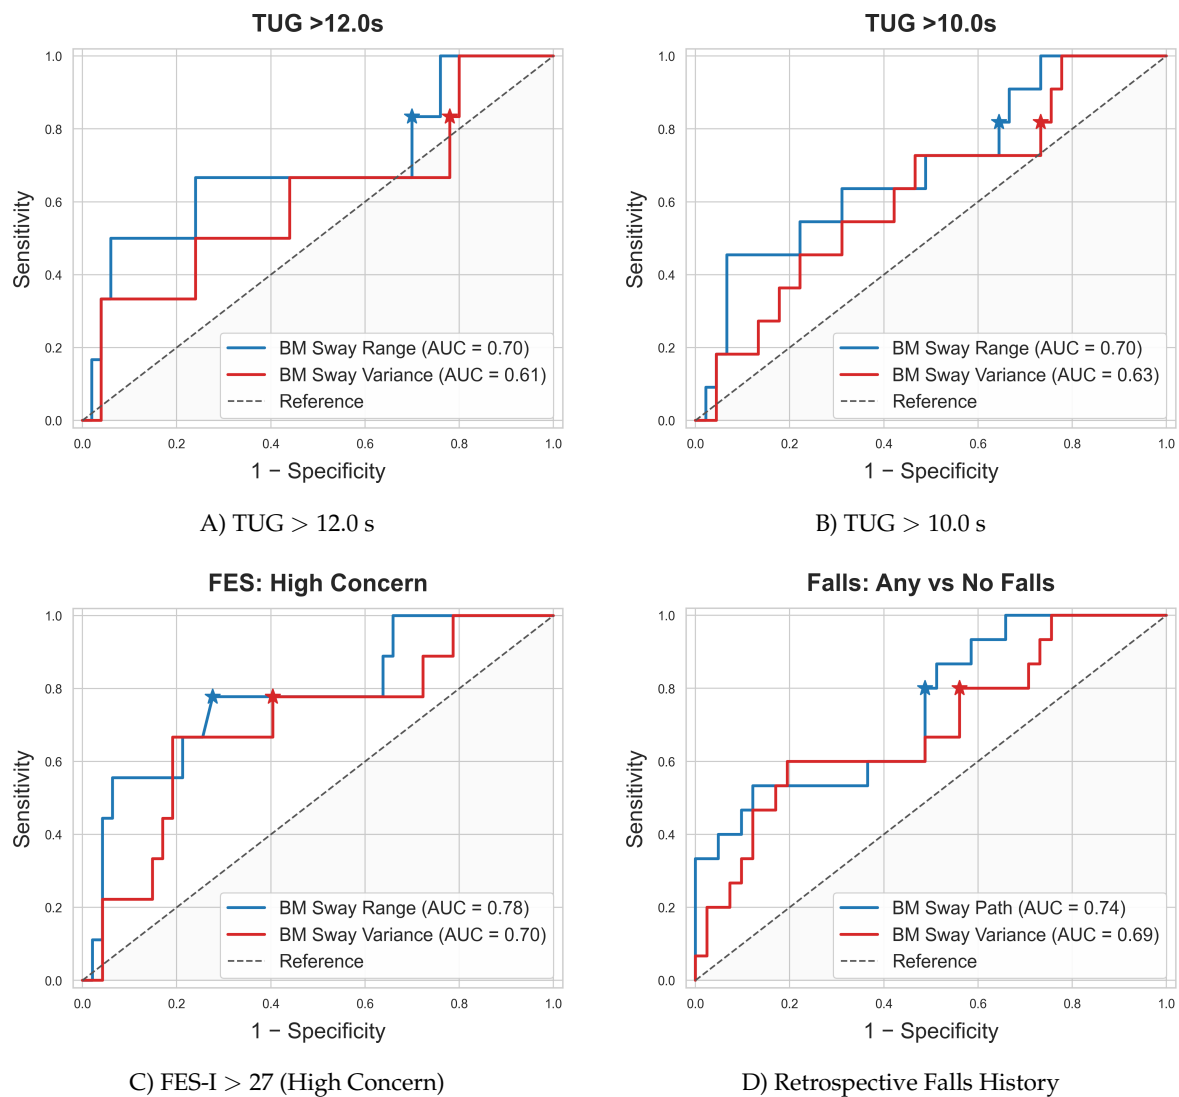 TUG >12.0s
1.0
0.8
0.6
0.4
0.2
0.0
Sensitivity
BM Sway Range (AUC = 0.70)
BM Sway Variance (AUC = 0.61)
Reference
0.0 0.2 0.4 0.6 0.8 1.0
1 − Specificity
A) TUG > 12.0 s
TUG >10.0s
1.0
0.8
0.6
0.4
0.2
0.0
Sensitivity
BM Sway Range (AUC = 0.70)
BM Sway Variance (AUC = 0.63)
Reference
0.0 0.2 0.4 0.6 0.8 1.0
1 − Specificity
B) TUG > 10.0 s
FES: High Concern
1.0
0.8
0.6
0.4
0.2
0.0
Sensitivity
BM Sway Range (AUC = 0.78)
BM Sway Variance (AUC = 0.70)
Reference
0.0 0.2 0.4 0.6 0.8 1.0
1 − Specificity
C) FES-I > 27 (High Concern)
Falls: Any vs No Falls
1.0
0.8
0.6
0.4
0.2
0.0
Sensitivity
BM Sway Path (AUC = 0.74)
BM Sway Variance (AUC = 0.69)
Reference
0.0 0.2 0.4 0.6 0.8 1.0
1 − Specificity
D) Retrospective Falls History